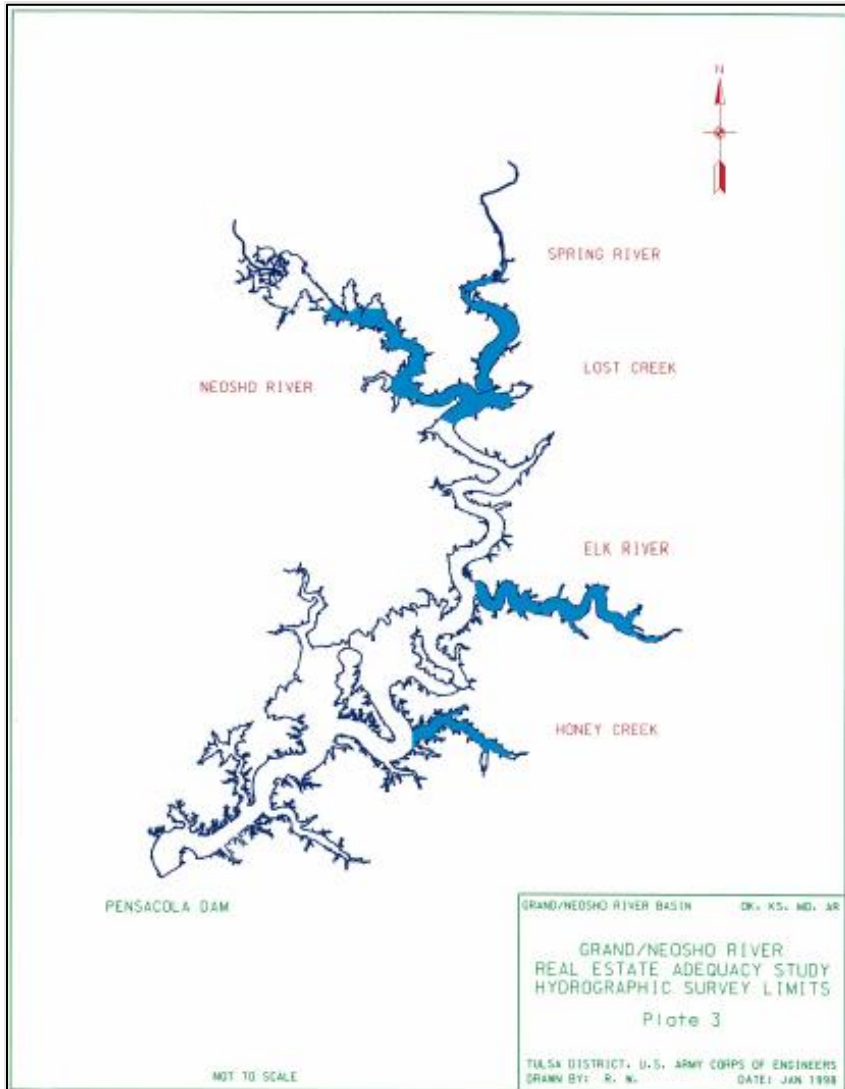 N
SPRING RIVER
LOST CREEK
NEOSHO RIVER
ELK RIVER
HONEY CREEK
PENSACOLA DAM
GRAND/NEOSHO RIVER BASIN OK. KS. MO. AR
GRAND/NEOSHO RIVER
REAL ESTATE ADEQUACY STUDY
HYDROGRAPHIC SURVEY LIMITS
Plate 3
NOT TO SCALE
TULSA DISTRICT, U.S. ARMY CORPS OF ENGINEERS
DRAWN BY: R. N. DATE: JAN 1998